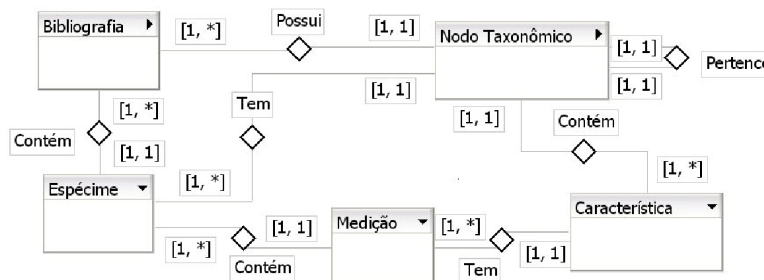 Bibliografia
[1, *]
Possui
[1, 1]
Nodo Taxonômico
[1, 1]
Pertence
[1, 1]
[1, 1]
Tem
[1, *]
[1, 1]
Contém
Contém
[1, 1]
[1, *]
Espécime
[1, *]
Característica
Medição
[1, *]
[1, 1]
[1, *]
[1, 1]
Contém
Tem